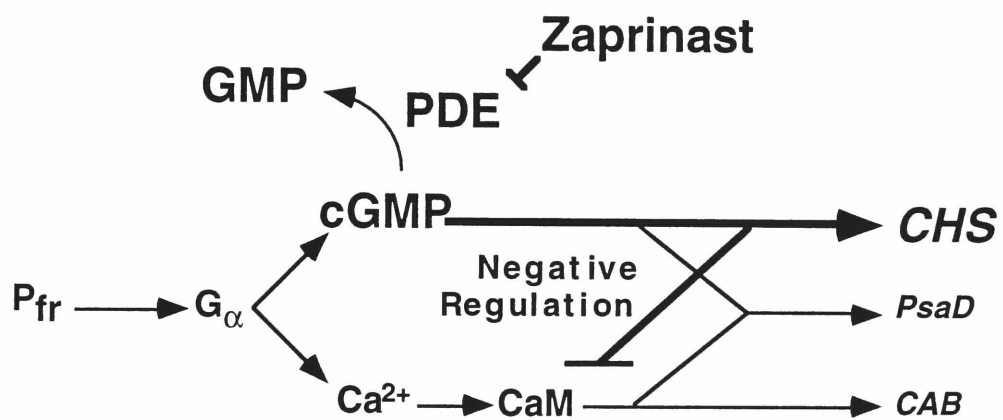 Zaprinast
GMP
PDE
cGMP
CHS
Negative
Regulation
Pfr
Gα
PsaD
Ca²⁺
CaM
CAB